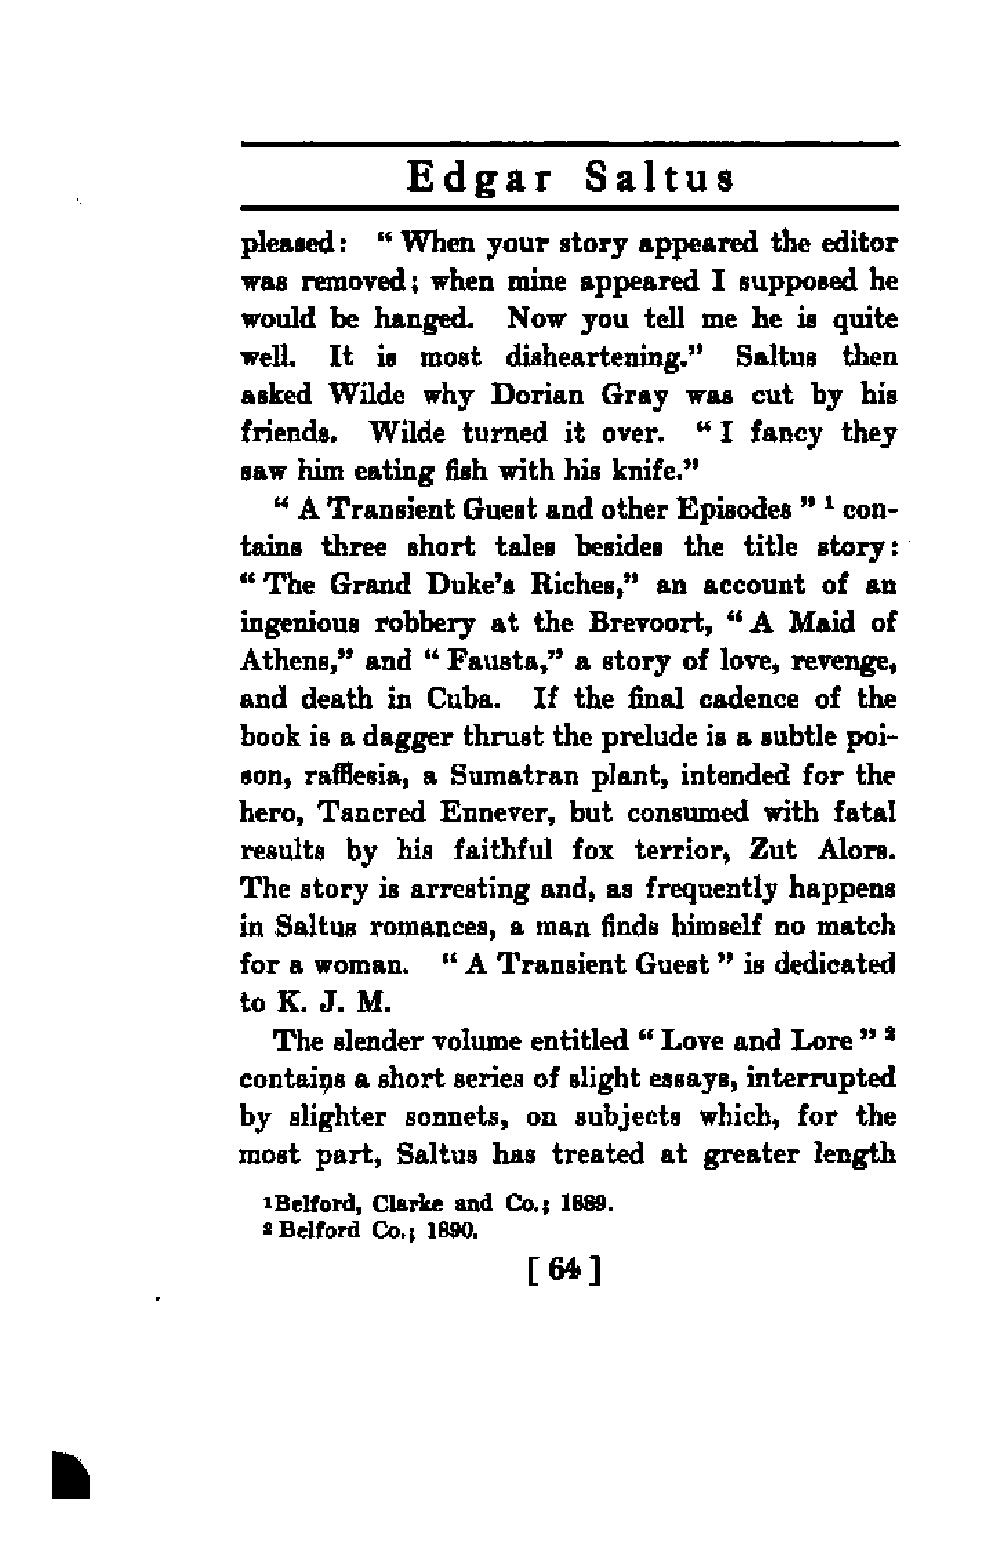 Edgar Saltus
pleased: " When your story appeared the editor
was removed; when mine appeared I supposed he
would be hanged. Now you tell me he is quite
well. It is most disheartening." Saltus then
asked Wilde why Dorian Gray was cut by his
friends. Wilde turned it over. " I fancy they
saw him eating fish with his knife."
" A Transient Guest and other Episodes " 1 con-
tains three short tales besides the title story:
" The Grand Duke's Riches," an account of an
ingenious robbery at the Brevoort, " A Maid of
Athens," and " Fausta," a story of love, revenge,
and death in Cuba. If the final cadence of the
book is a dagger thrust the prelude is a subtle poi-
son, rafflesia, a Sumatran plant, intended for the
hero, Tancred Ennever, but consumed with fatal
results by his faithful fox terrior, Zut Alors.
The story is arresting and, as frequently happens
in Saltus romances, a man finds himself no match
for a woman. " A Transient Guest " is dedicated
to K. J. M.
The slender volume entitled " Love and Lore " 2
contains a short series of slight essays, interrupted
by slighter sonnets, on subjects which, for the
most part, Saltus has treated at greater length
1 Belford, Clarke and Co.; 1889.
2 Belford Co.; 1890.
[ 64 ]